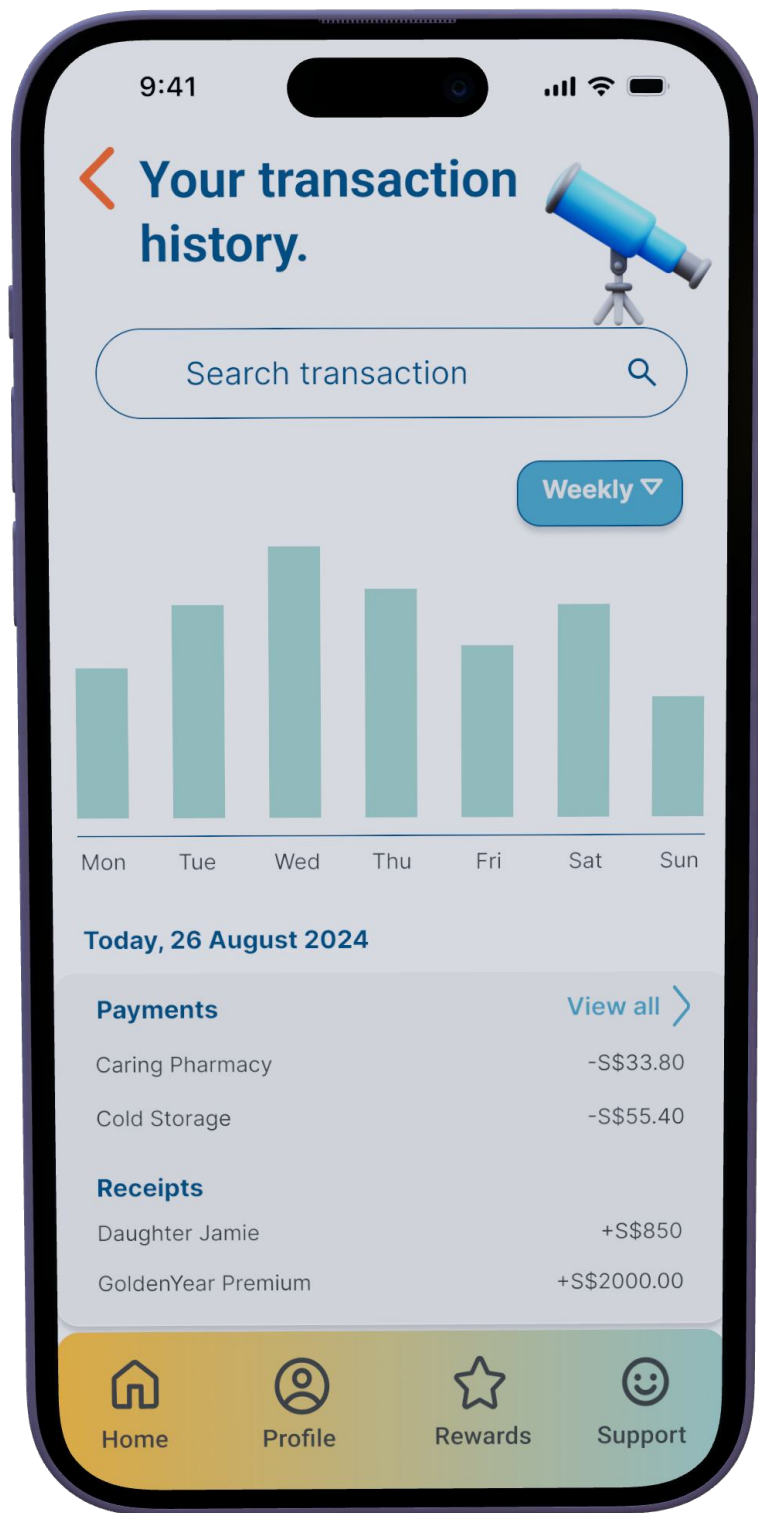 9:41
Your transaction
history.
Search transaction
Weekly
Mon Tue Wed Thu Fri Sat Sun
Today, 26 August 2024
Payments View all
Caring Pharmacy -S$33.80
Cold Storage -S$55.40
Receipts
Daughter Jamie +S$850
GoldenYear Premium +S$2000.00
Home Profile Rewards Support